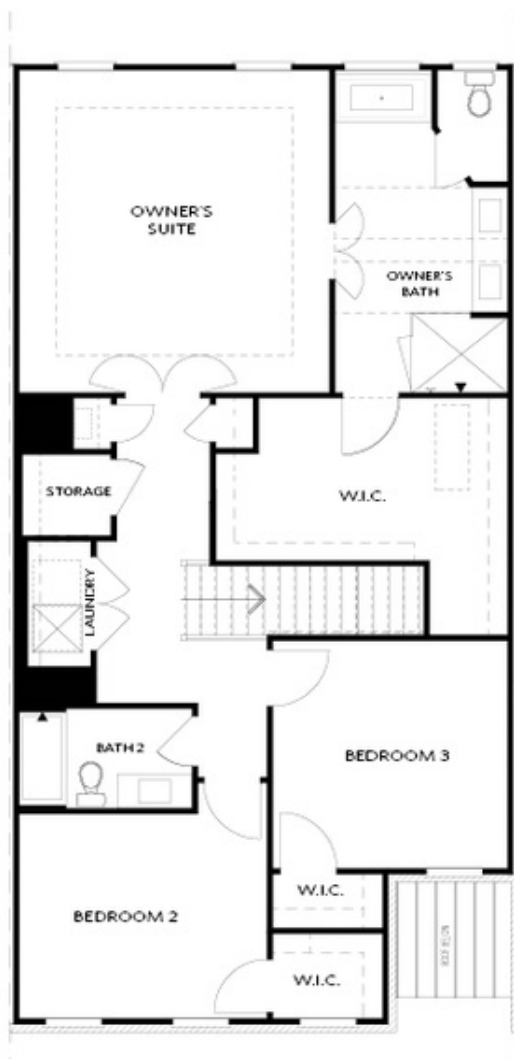 OWNER'S
SUITE
OWNER'S
BATH
STORAGE
W.I.C.
LAUNDRY
BATH 2
BEDROOM 3
W.I.C.
BEDROOM 2
W.I.C.